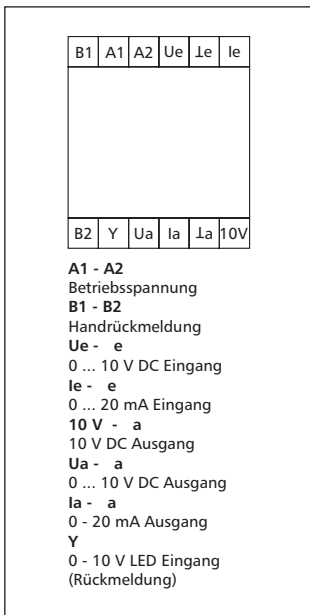 B1 A1 A2 Ue ⊥e Ie
B2 Y Ua Ia ⊥a 10V
A1 - A2
Betriebsspannung
B1 - B2
Handrückmeldung
Ue - e
0 ... 10 V DC Eingang
Ie - e
0 ... 20 mA Eingang
10 V - a
10 V DC Ausgang
Ua - a
0 ... 10 V DC Ausgang
Ia - a
0 - 20 mA Ausgang
Y
0 - 10 V LED Eingang
(Rückmeldung)